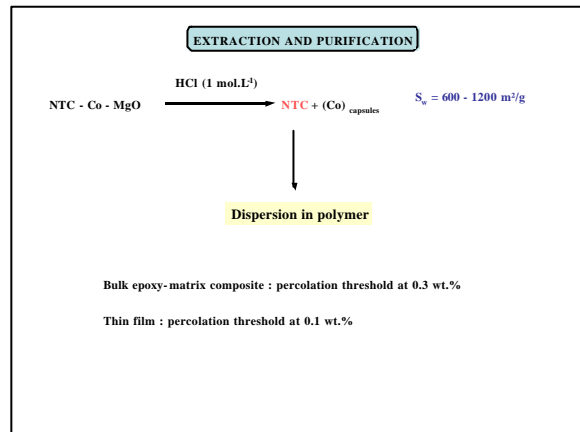 EXTRACTION AND PURIFICATION
HCl (1 mol.L⁻¹)
NTC - Co - MgO NTC + (Co) capsules Sw = 600 - 1200 m²/g
Dispersion in polymer
Bulk epoxy-matrix composite : percolation threshold at 0.3 wt.%
Thin film : percolation threshold at 0.1 wt.%